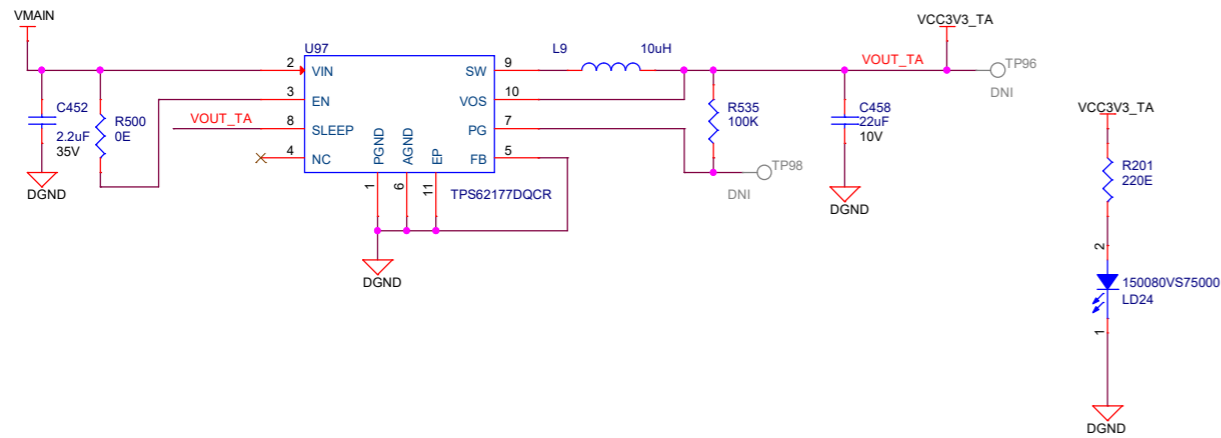 VMAIN
VCC3V3_TA
U97
L9
10uH
2
VIN
SW
9
VOUT_TA
TP96
DNI
C452
2.2uF
35V
R500
0E
3
EN
VOS
10
R535
100K
C458
22uF
10V
VCC3V3_TA
VOUT_TA
8
SLEEP
PG
7
4
NC
PGND
AGND
EP
FB
5
TP98
DNI
R201
220E
DGND
1
6
11
TPS62177DQCR
DGND
2
DGND
150080VS75000
LD24
1
DGND